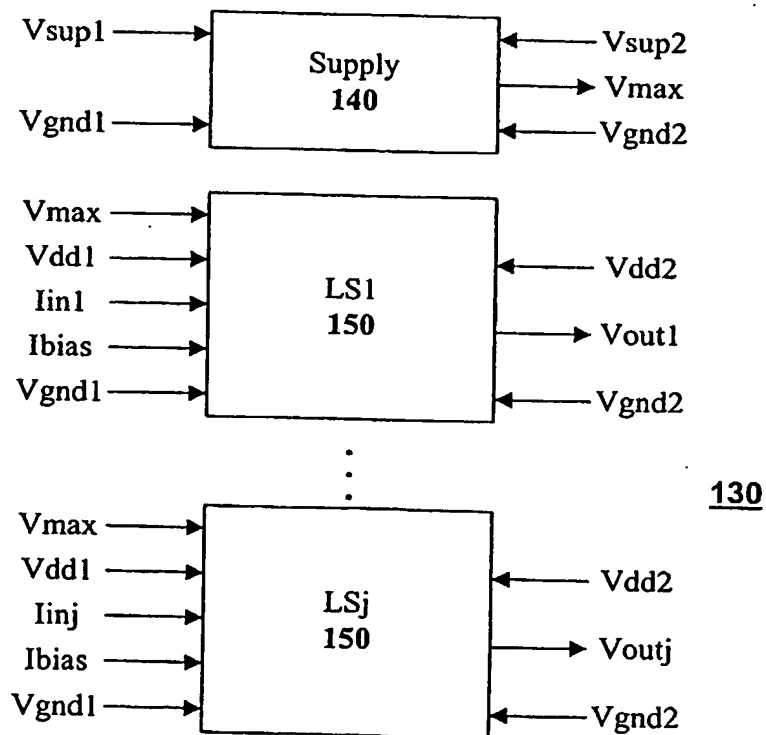 Vsup1
Supply
140
Vsup2
Vmax
Vgnd1
Vgnd2
Vmax
Vdd1
Iin1
Ibias
Vgnd1
LS1
150
Vdd2
Vout1
Vgnd2
130
Vmax
Vdd1
Iinj
Ibias
Vgnd1
LSj
150
Vdd2
Voutj
Vgnd2